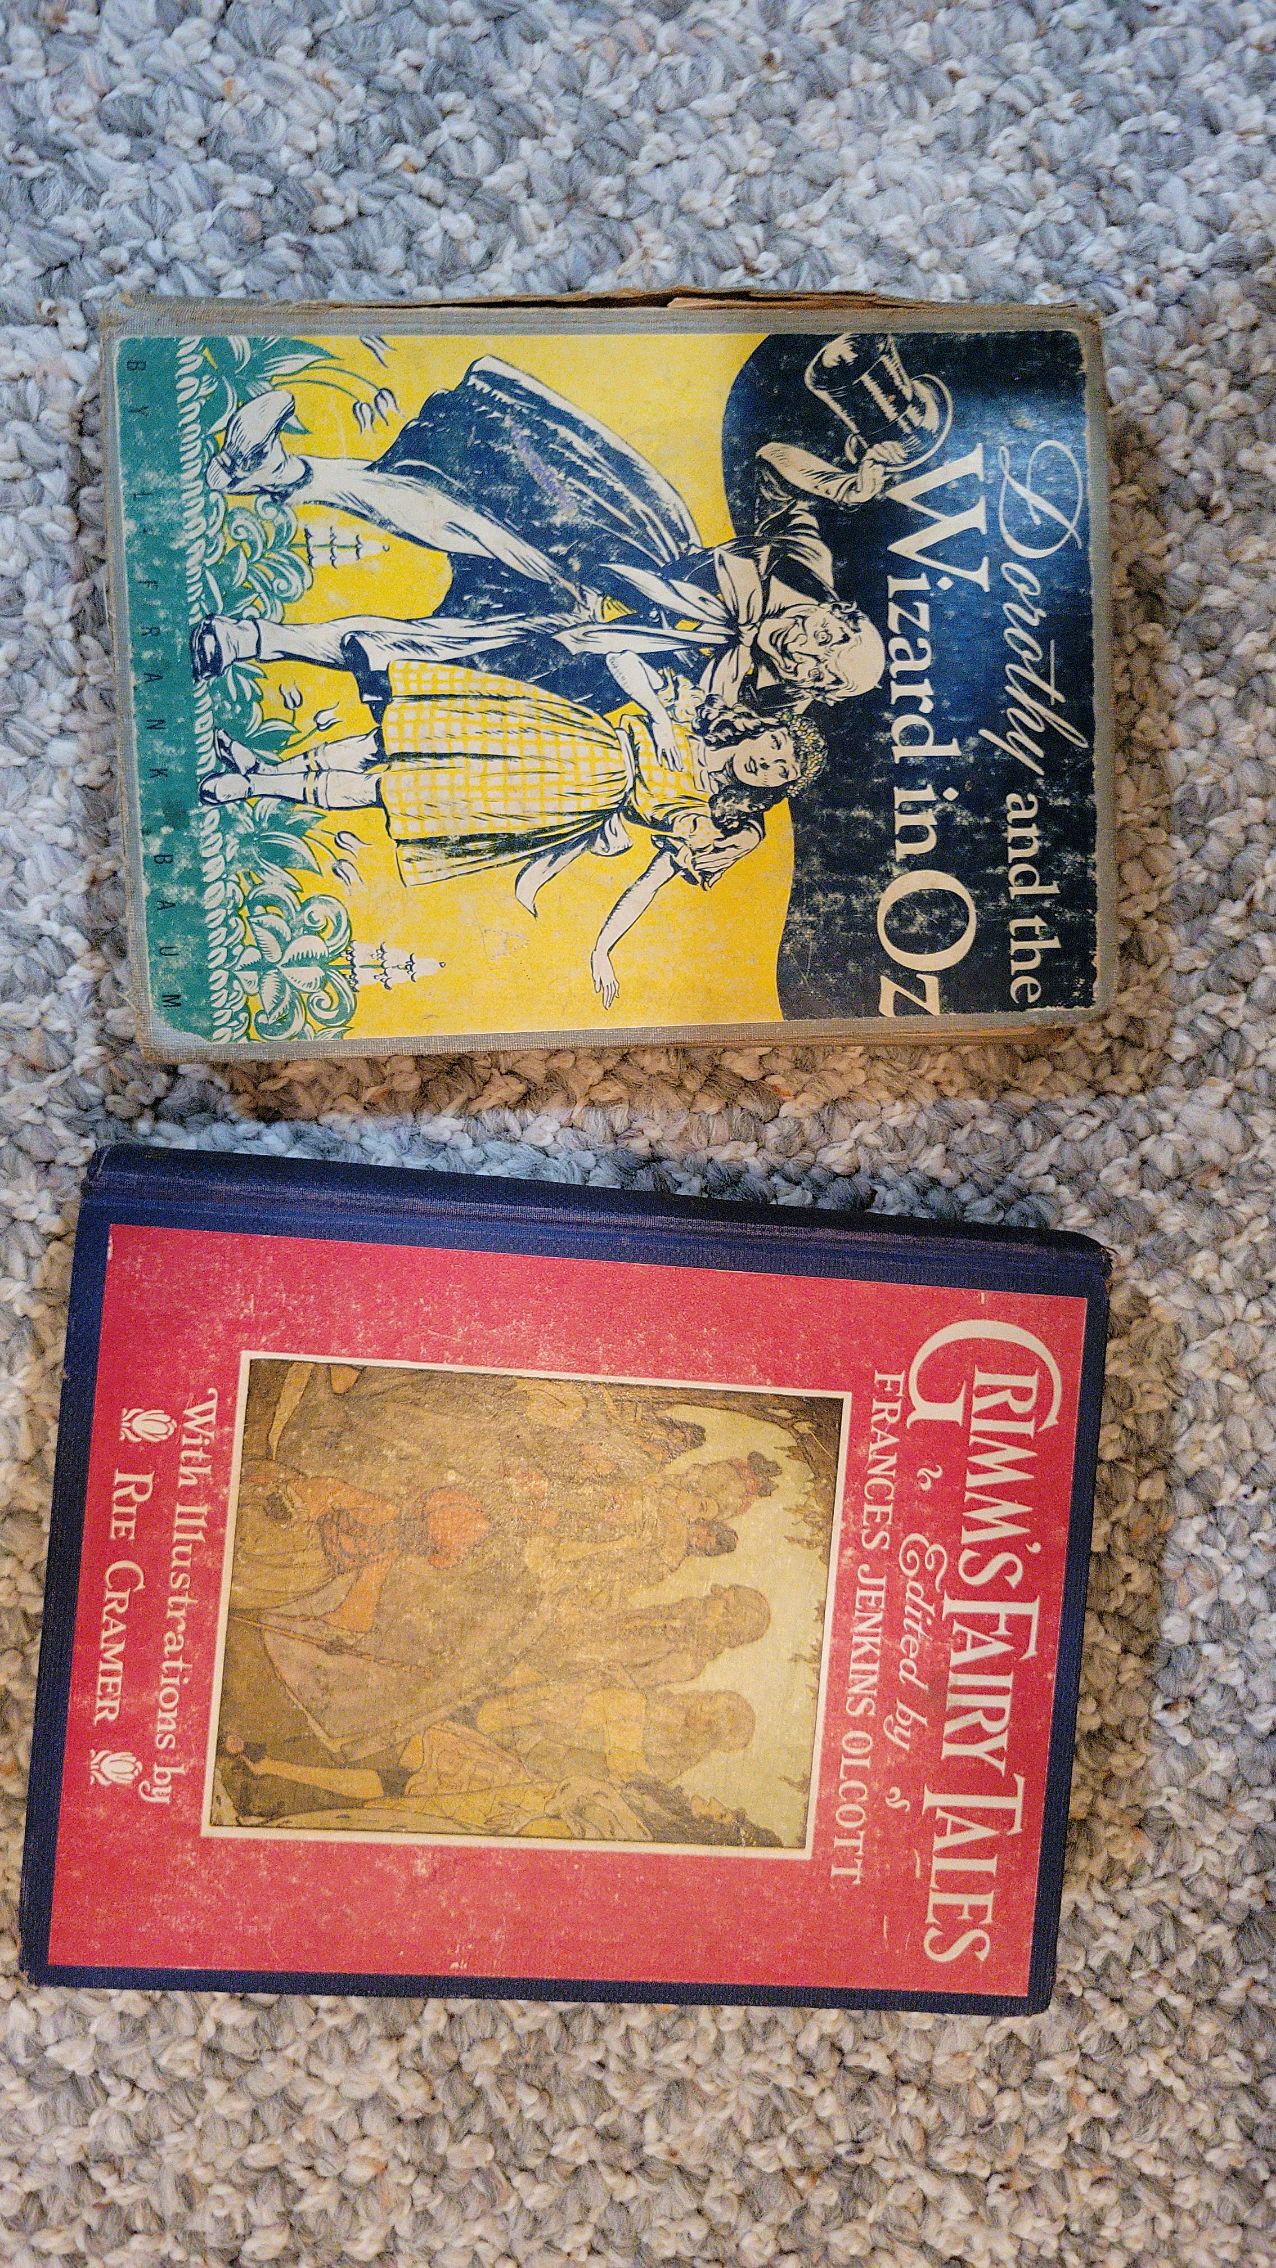 Dorothy and the
Wizard in Oz
BY L. FRANK BAUM
GRIMM'S FAIRY TALES
Edited by
FRANCES JENKINS OLCOTT
With Illustrations by
RIE CRAMER